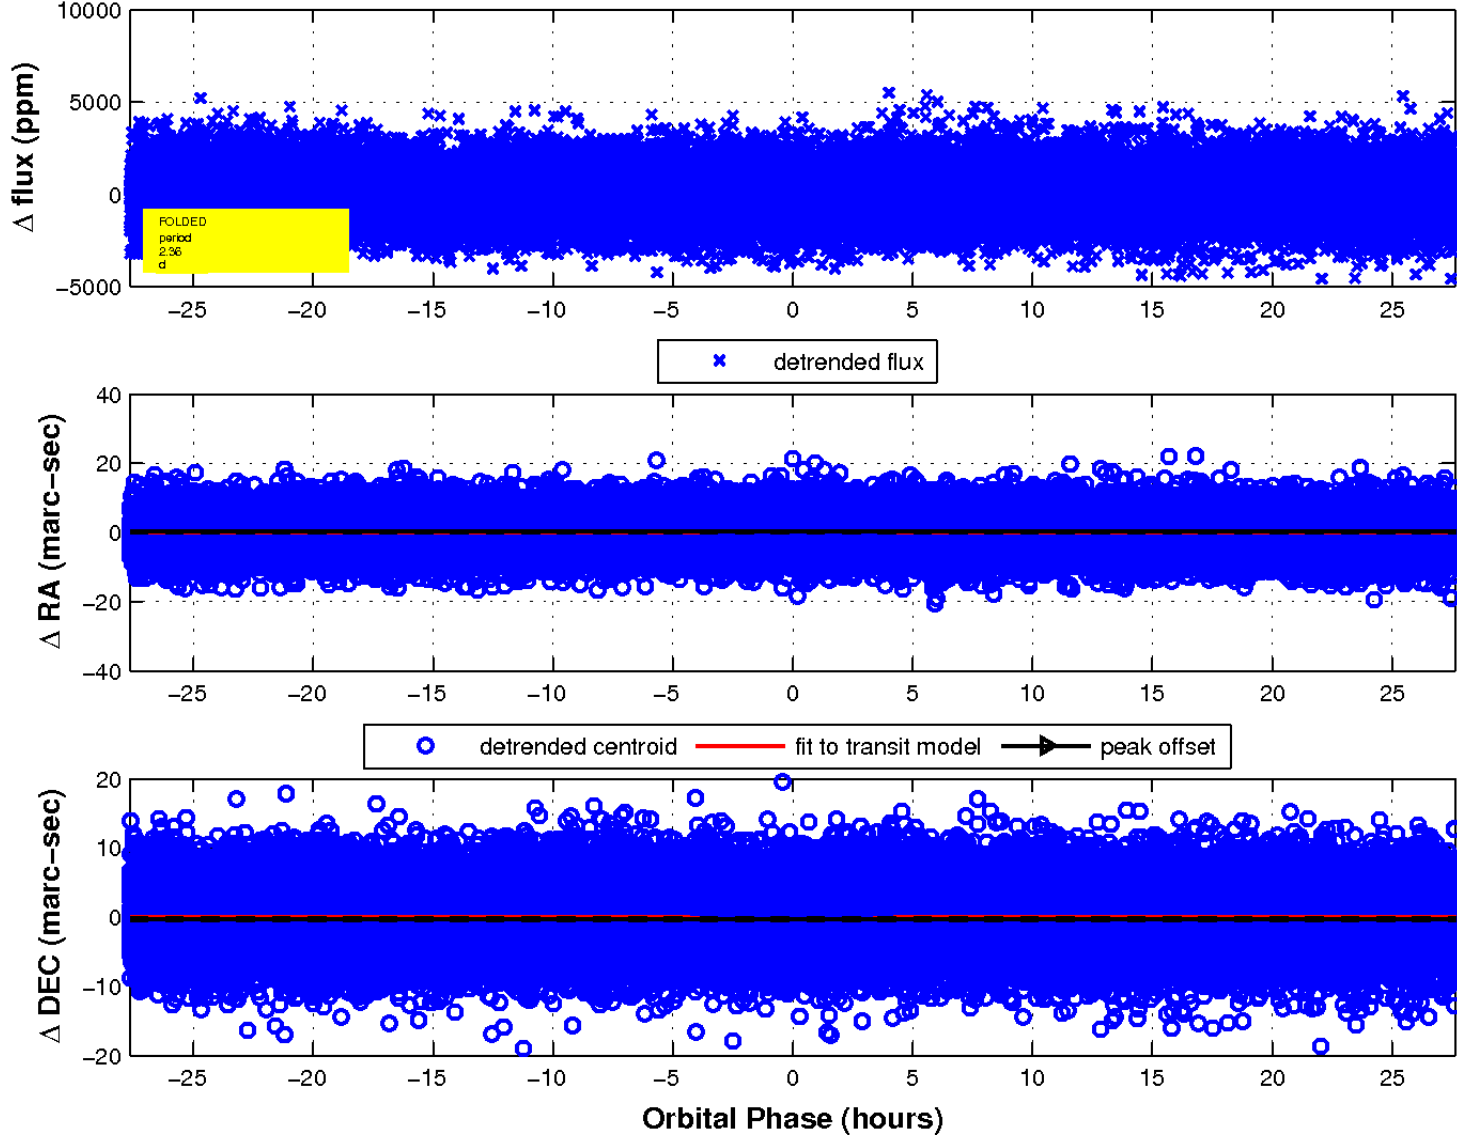 10000
5000
0
−5000
Δ flux (ppm)
FOLDED
period
2.36
d
−25 −20 −15 −10 −5 0 5 10 15 20 25
detrended flux
40
20
0
−20
−40
Δ RA (marc−sec)
−25 −20 −15 −10 −5 0 5 10 15 20 25
detrended centroid fit to transit model peak offset
20
10
0
−10
−20
Δ DEC (marc−sec)
−25 −20 −15 −10 −5 0 5 10 15 20 25
Orbital Phase (hours)